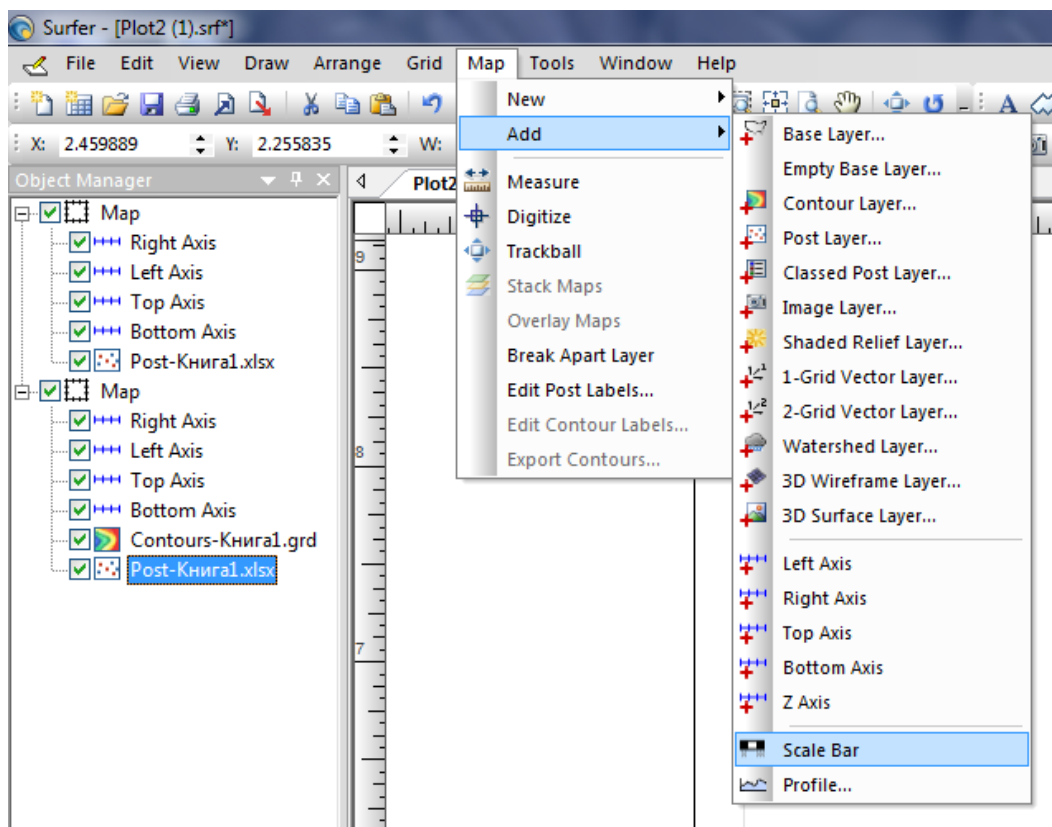 Surfer - [Plot2 (1).srf*]
File Edit View Draw Arrange Grid Map Tools Window Help
X: 2.459889 Y: 2.255835 W:
Object Manager
Plot2
Map
Right Axis
Left Axis
Top Axis
Bottom Axis
Post-Книга1.xlsx
Map
Right Axis
Left Axis
Top Axis
Bottom Axis
Contours-Книга1.grd
Post-Книга1.xlsx
9
8
7
New
Add
Measure
Digitize
Trackball
Stack Maps
Overlay Maps
Break Apart Layer
Edit Post Labels...
Edit Contour Labels...
Export Contours...
Base Layer...
Empty Base Layer...
Contour Layer...
Post Layer...
Classed Post Layer...
Image Layer...
Shaded Relief Layer...
1-Grid Vector Layer...
2-Grid Vector Layer...
Watershed Layer...
3D Wireframe Layer...
3D Surface Layer...
Left Axis
Right Axis
Top Axis
Bottom Axis
Z Axis
Scale Bar
Profile...